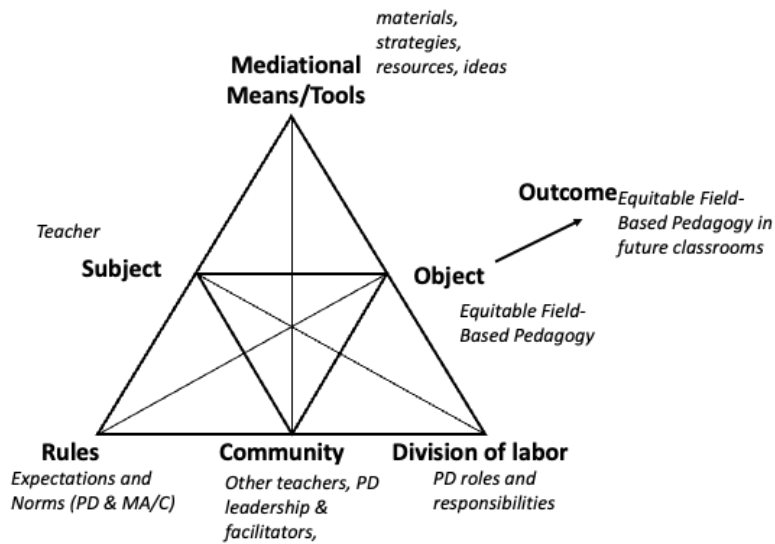 materials,
strategies,
resources, ideas
Mediational
Means/Tools
Outcome
Equitable Field-
Based Pedagogy in
future classrooms
Teacher
Subject
Object
Equitable Field-
Based Pedagogy
Rules
Expectations and
Norms (PD & MA/C)
Community
Other teachers, PD
leadership &
facilitators,
Division of labor
PD roles and
responsibilities